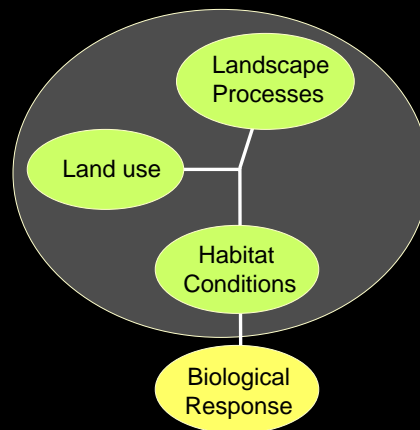 Landscape
Processes
Land use
Habitat
Conditions
Biological
Response